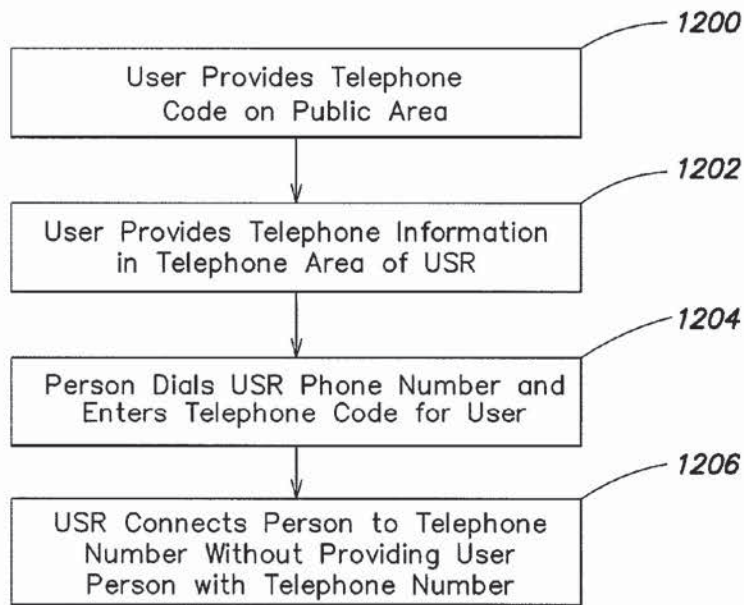 1200
User Provides Telephone
Code on Public Area
1202
User Provides Telephone Information
in Telephone Area of USR
1204
Person Dials USR Phone Number and
Enters Telephone Code for User
1206
USR Connects Person to Telephone
Number Without Providing User
Person with Telephone Number